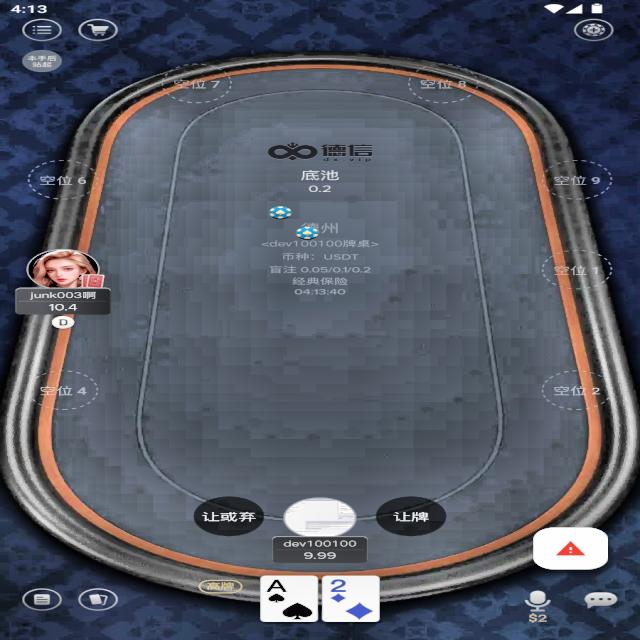 4:13
本手后
站起
空位 7
空位 8
德信
dx.vip
底池
0.2
空位 6
空位 9
<dev100100牌桌>
币种：USDT
盲注 0.05/0.1/0.2
经典保险
04:13:40
空位 1
junk003啊
10.4
D
空位 4
空位 2
让或弃
让牌
dev100100
9.99
高牌
A
2
$2